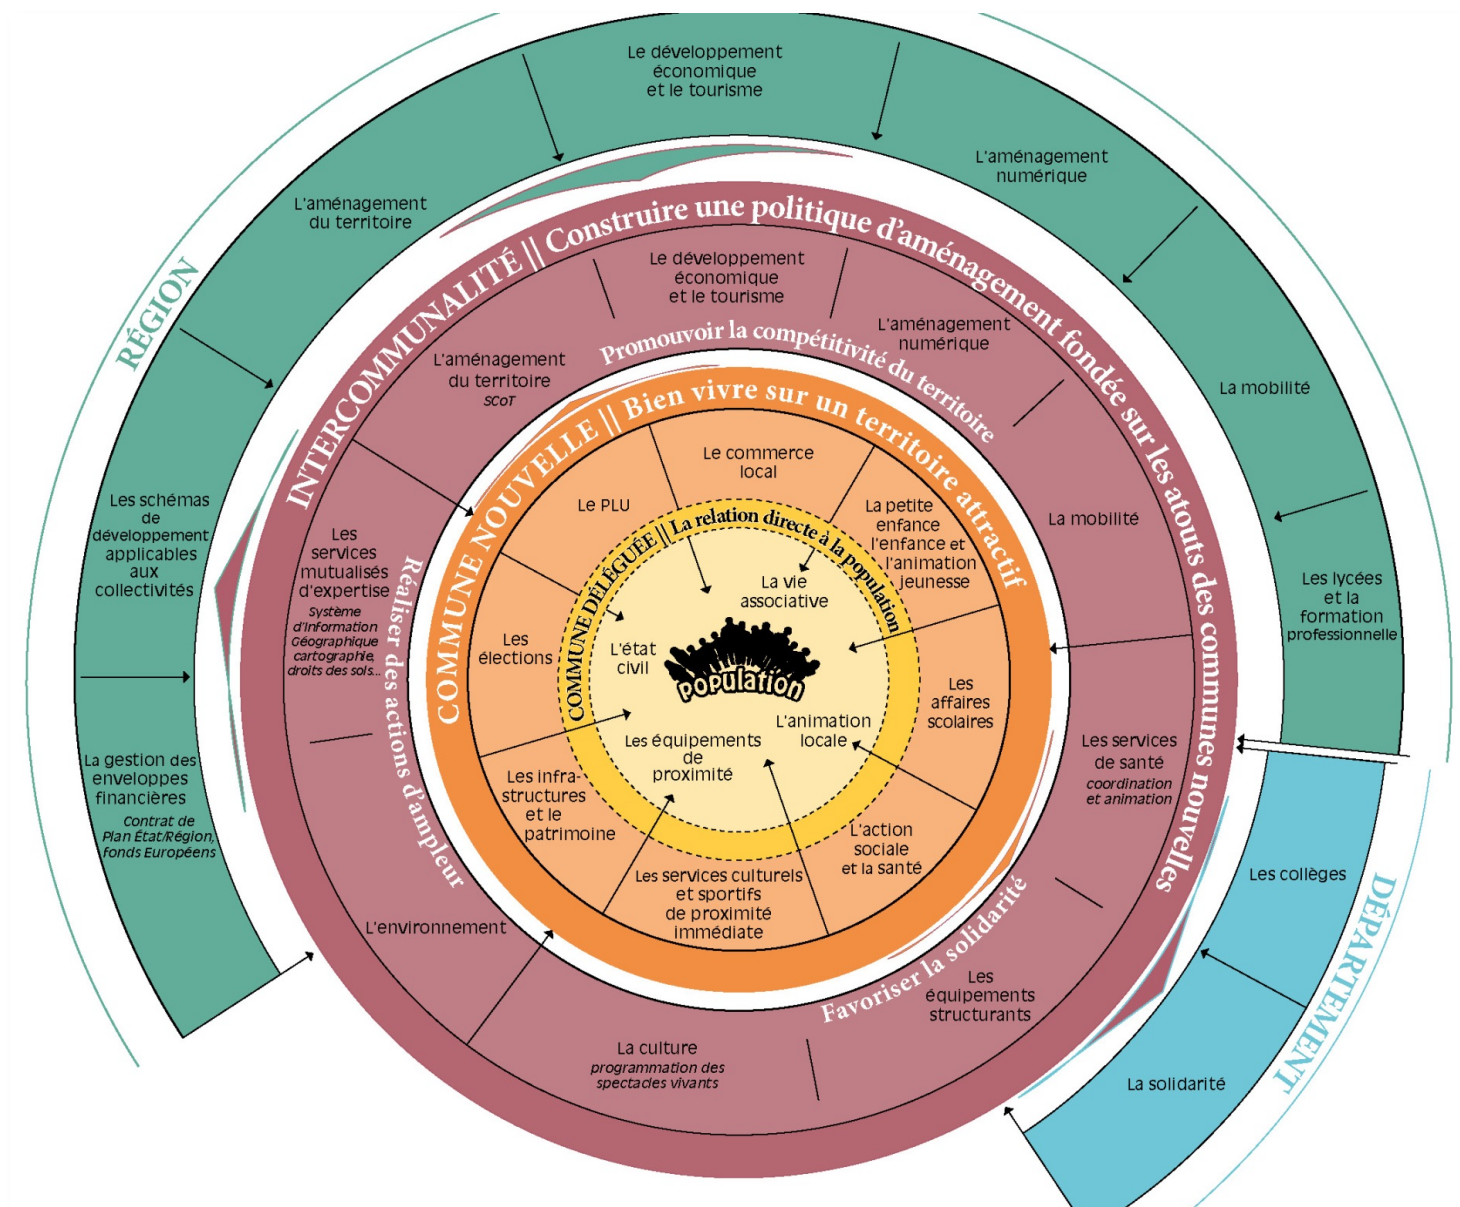 RÉGION
Le développement
économique
et le tourisme
L'aménagement
numérique
La mobilité
Les lycées
et la
formation
professionnelle
L'aménagement
du territoire
Les schémas
de
développement
applicables
aux
collectivités
La gestion des
enveloppes
financières
Contrat de
Plan État/Région,
fonds Européens
DÉPARTEMENT
Les collèges
La solidarité
INTERCOMMUNALITÉ || Construire une politique d'aménagement fondée sur les atouts des communes nouvelles
Le développement
économique
et le tourisme
Promouvoir la compétitivité du territoire
L'aménagement
numérique
La mobilité
Les services
de santé
coordination
et animation
Favoriser la solidarité
Les
équipements
structurants
La culture
programmation des
spectacles vivants
L'environnement
Réaliser des actions d'ampleur
Les
services
mutualisés
d'expertise
Système
d'Information
Géographique
cartographie,
droits des sols...
L'aménagement
du territoire
SCoT
COMMUNE NOUVELLE || Bien vivre sur un territoire attractif
Le commerce
local
La petite
enfance
l'enfance et
l'animation
jeunesse
Les
affaires
scolaires
L'action
sociale
et la santé
Les services culturels
et sportifs
de proximité
immédiate
Les infra-
structures
et le
patrimoine
Les
élections
Le PLU
COMMUNE DÉLÉGUÉE || La relation directe à la population
La vie
associative
L'état
civil
L'animation
locale
Les équipements
de
proximité
population